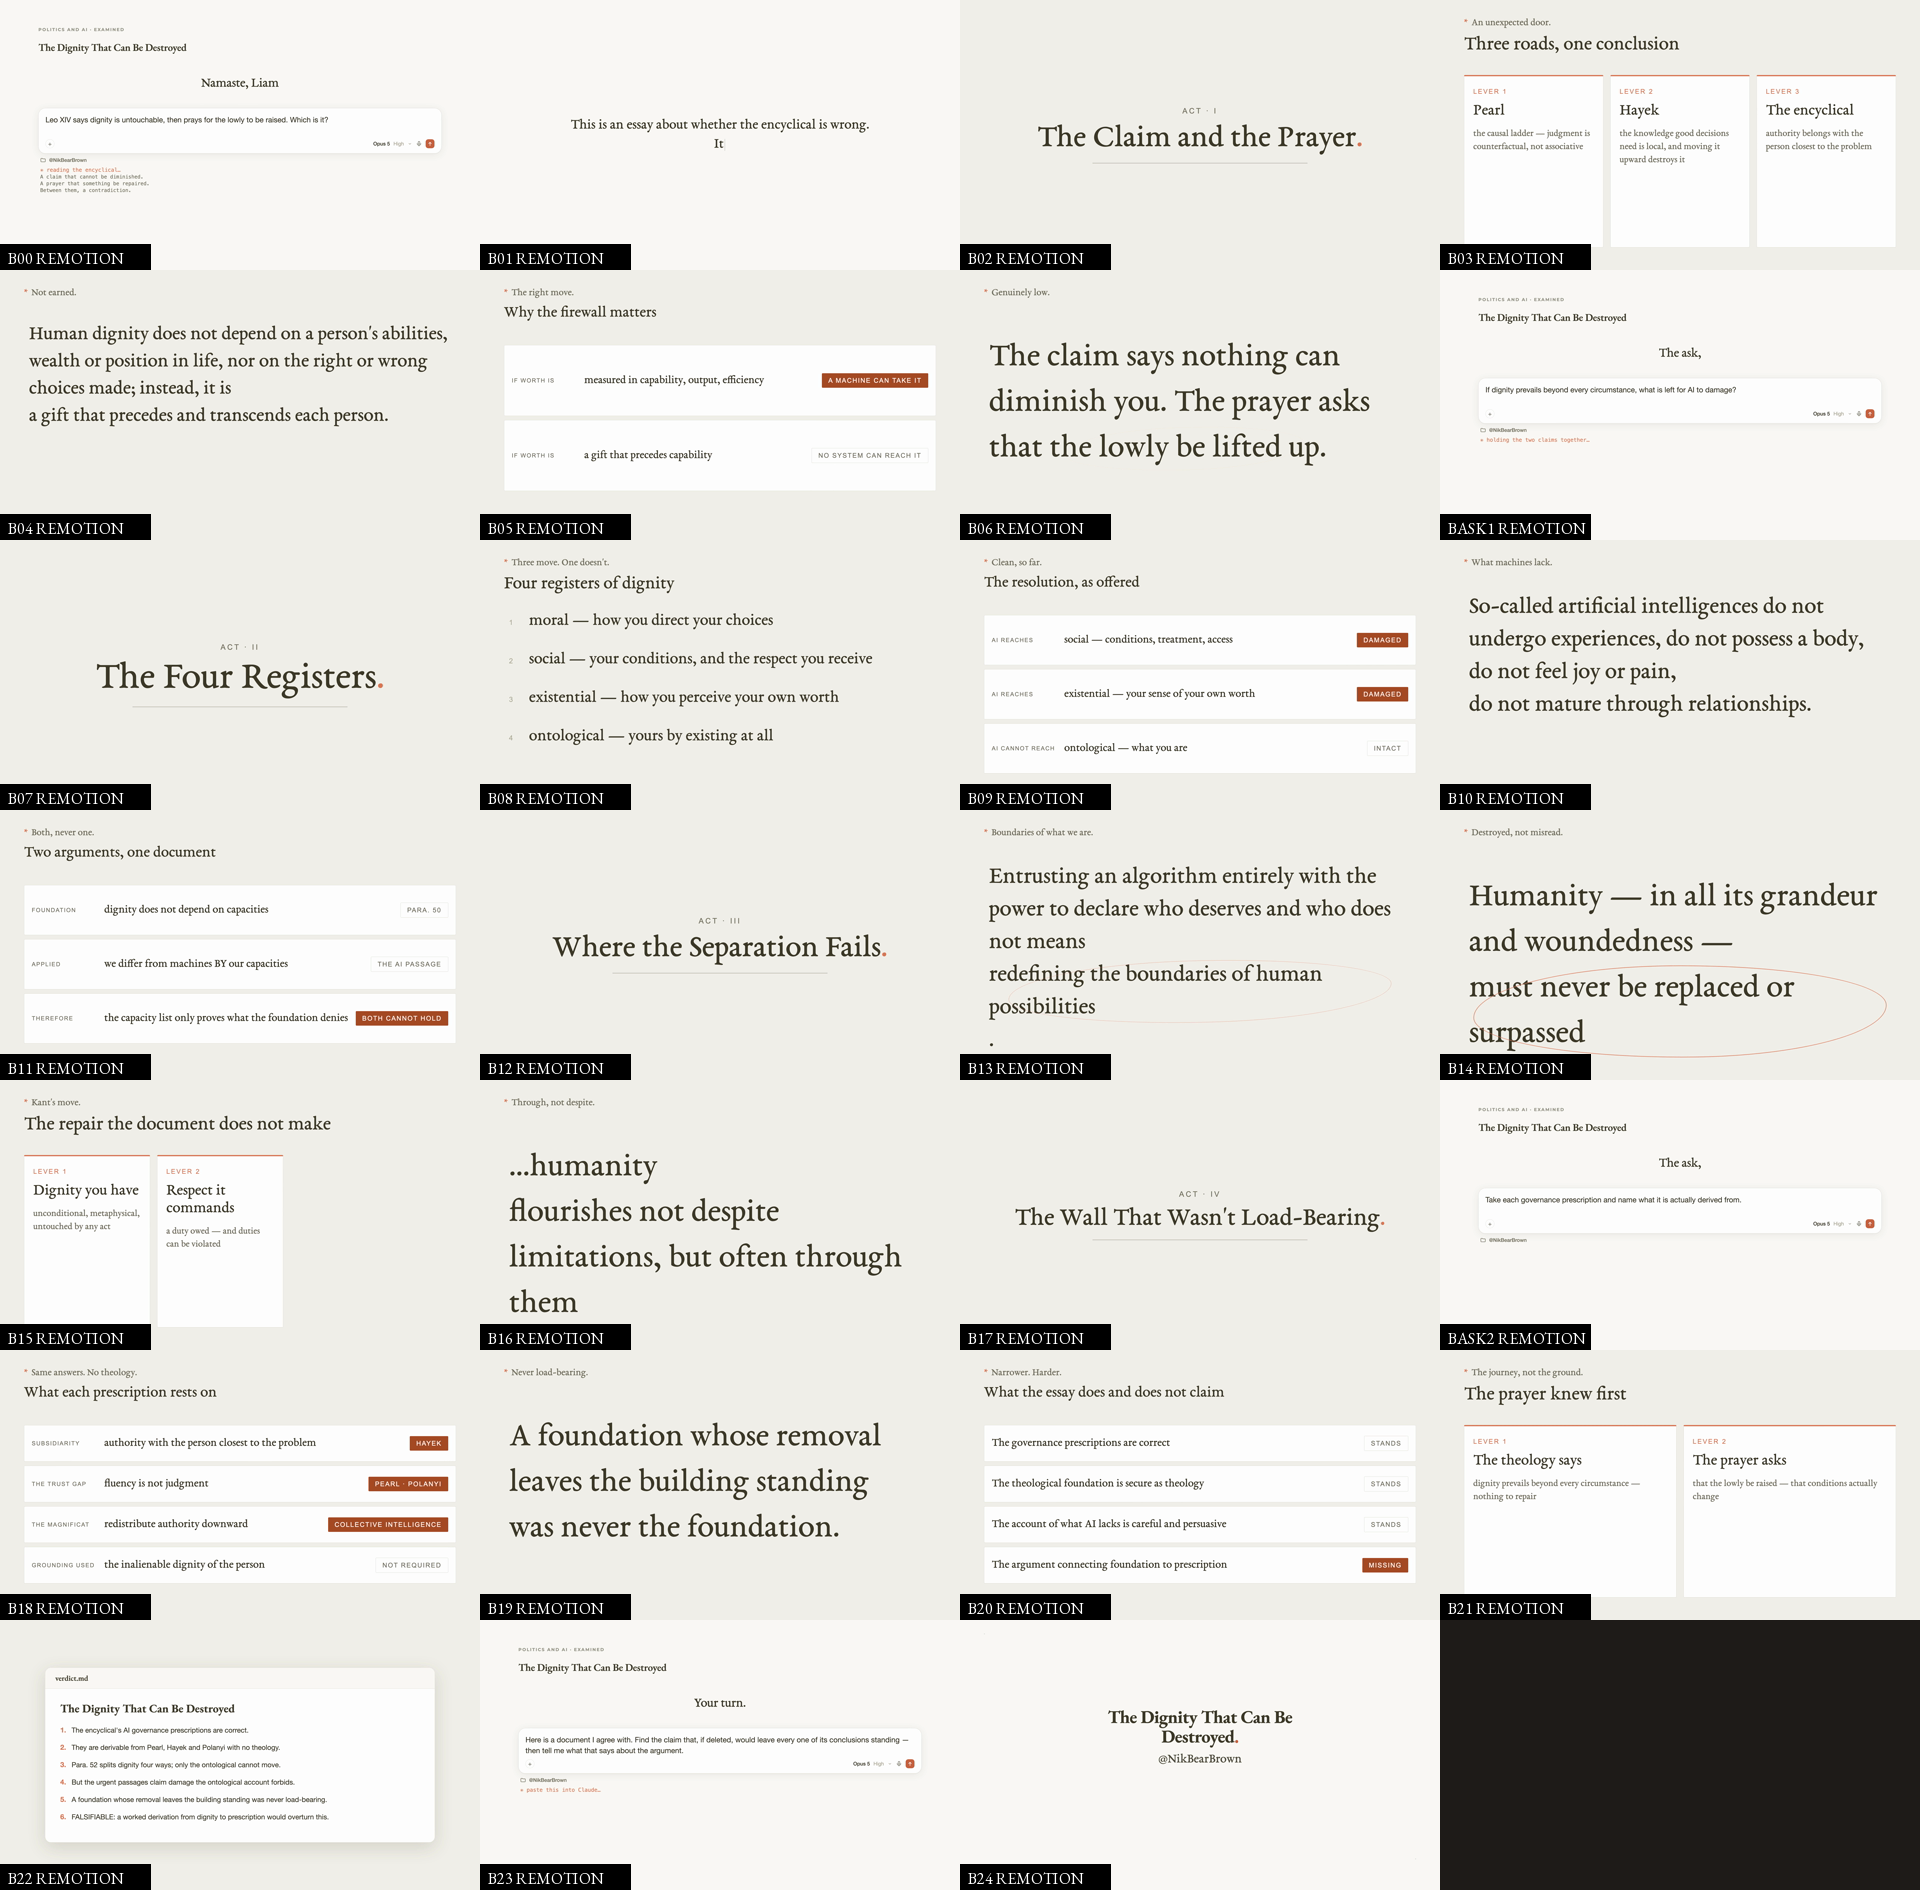 POLITICS AND AI · EXAMINED
The Dignity That Can Be Destroyed
Namaste, Liam
Leo XIV says dignity is untouchable, then prays for the lowly to be raised. Which is it?
+
Opus 5 High
@NikBearBrown
+ reading the encyclical…
A claim that cannot be diminished.
A prayer that something be repaired.
Between them, a contradiction.
B00 REMOTION
This is an essay about whether the encyclical is wrong.
It
B01 REMOTION
ACT · I
The Claim and the Prayer.
B02 REMOTION
* An unexpected door.
Three roads, one conclusion
LEVER 1
Pearl
the causal ladder — judgment is
counterfactual, not associative
LEVER 2
Hayek
the knowledge good decisions
need is local, and moving it
upward destroys it
LEVER 3
The encyclical
authority belongs with the
person closest to the problem
B03 REMOTION
* Not earned.
Human dignity does not depend on a person's abilities,
wealth or position in life, nor on the right or wrong
choices made; instead, it is
a gift that precedes and transcends each person.
B04 REMOTION
* The right move.
Why the firewall matters
IF WORTH IS measured in capability, output, efficiency A MACHINE CAN TAKE IT
IF WORTH IS a gift that precedes capability NO SYSTEM CAN REACH IT
B05 REMOTION
* Genuinely low.
The claim says nothing can
diminish you. The prayer asks
that the lowly be lifted up.
B06 REMOTION
POLITICS AND AI · EXAMINED
The Dignity That Can Be Destroyed
The ask,
If dignity prevails beyond every circumstance, what is left for AI to damage?
+
Opus 5 High
@NikBearBrown
+ holding the two claims together…
BASK1 REMOTION
ACT · II
The Four Registers.
B07 REMOTION
* Three move. One doesn't.
Four registers of dignity
1 moral — how you direct your choices
2 social — your conditions, and the respect you receive
3 existential — how you perceive your own worth
4 ontological — yours by existing at all
B08 REMOTION
* Clean, so far.
The resolution, as offered
AI REACHES social — conditions, treatment, access DAMAGED
AI REACHES existential — your sense of your own worth DAMAGED
AI CANNOT REACH ontological — what you are INTACT
B09 REMOTION
* What machines lack.
So-called artificial intelligences do not
undergo experiences, do not possess a body,
do not feel joy or pain,
do not mature through relationships.
B10 REMOTION
* Both, never one.
Two arguments, one document
FOUNDATION dignity does not depend on capacities PARA. 50
APPLIED we differ from machines BY our capacities THE AI PASSAGE
THEREFORE the capacity list only proves what the foundation denies BOTH CANNOT HOLD
B11 REMOTION
ACT · III
Where the Separation Fails.
B12 REMOTION
* Boundaries of what we are.
Entrusting an algorithm entirely with the
power to declare who deserves and who does
not means
redefining the boundaries of human
possibilities
.
B13 REMOTION
* Destroyed, not misread.
Humanity — in all its grandeur
and woundedness —
must never be replaced or
surpassed
B14 REMOTION
* Kant's move.
The repair the document does not make
LEVER 1
Dignity you have
unconditional, metaphysical,
untouched by any act
LEVER 2
Respect it
commands
a duty owed — and duties
can be violated
B15 REMOTION
* Through, not despite.
...humanity
flourishes not despite
limitations, but often through
them
B16 REMOTION
ACT · IV
The Wall That Wasn't Load-Bearing.
B17 REMOTION
POLITICS AND AI · EXAMINED
The Dignity That Can Be Destroyed
The ask,
Take each governance prescription and name what it is actually derived from.
+
Opus 5 High
@NikBearBrown
BASK2 REMOTION
* Same answers. No theology.
What each prescription rests on
SUBSIDIARITY authority with the person closest to the problem HAYEK
THE TRUST GAP fluency is not judgment PEARL · POLANYI
THE MAGNIFICAT redistribute authority downward COLLECTIVE INTELLIGENCE
GROUNDING USED the inalienable dignity of the person NOT REQUIRED
B18 REMOTION
* Never load-bearing.
A foundation whose removal
leaves the building standing
was never the foundation.
B19 REMOTION
* Narrower. Harder.
What the essay does and does not claim
The governance prescriptions are correct STANDS
The theological foundation is secure as theology STANDS
The account of what AI lacks is careful and persuasive STANDS
The argument connecting foundation to prescription MISSING
B20 REMOTION
* The journey, not the ground.
The prayer knew first
LEVER 1
The theology says
dignity prevails beyond every circumstance —
nothing to repair
LEVER 2
The prayer asks
that the lowly be raised — that conditions actually
change
B21 REMOTION
verdict.md
The Dignity That Can Be Destroyed
1. The encyclical's AI governance prescriptions are correct.
2. They are derivable from Pearl, Hayek and Polanyi with no theology.
3. Para. 52 splits dignity four ways; only the ontological cannot move.
4. But the urgent passages claim damage the ontological account forbids.
5. A foundation whose removal leaves the building standing was never load-bearing.
6. FALSIFIABLE: a worked derivation from dignity to prescription would overturn this.
B22 REMOTION
POLITICS AND AI · EXAMINED
The Dignity That Can Be Destroyed
Your turn.
Here is a document I agree with. Find the claim that, if deleted, would leave every one of its conclusions standing —
then tell me what that says about the argument.
+
Opus 5 High
@NikBearBrown
+ paste this into Claude…
B23 REMOTION
The Dignity That Can Be
Destroyed.
@NikBearBrown
B24 REMOTION